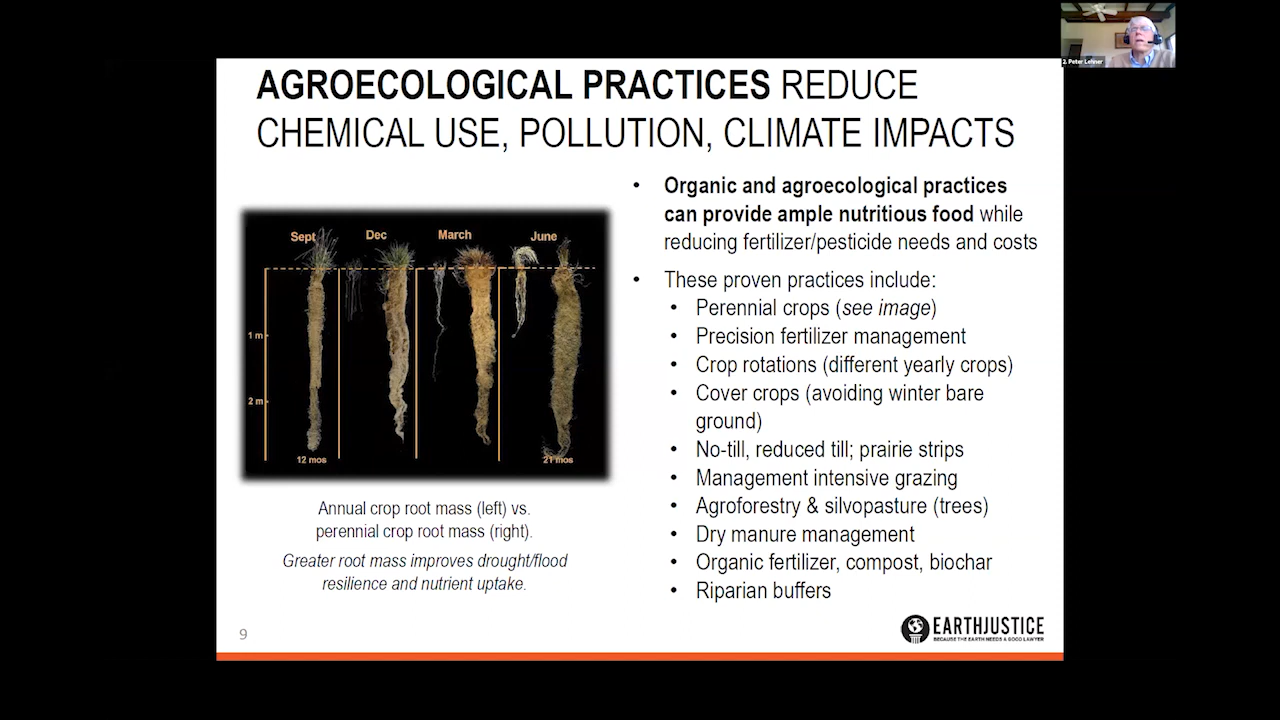 2. Peter Lehner
AGROECOLOGICAL PRACTICES REDUCE
CHEMICAL USE, POLLUTION, CLIMATE IMPACTS
Sept Dec March June
1 m
2 m
12 mos 21 mos
Annual crop root mass (left) vs.
perennial crop root mass (right).
Greater root mass improves drought/flood
resilience and nutrient uptake.
• Organic and agroecological practices
can provide ample nutritious food while
reducing fertilizer/pesticide needs and costs
• These proven practices include:
• Perennial crops (see image)
• Precision fertilizer management
• Crop rotations (different yearly crops)
• Cover crops (avoiding winter bare
ground)
• No-till, reduced till; prairie strips
• Management intensive grazing
• Agroforestry & silvopasture (trees)
• Dry manure management
• Organic fertilizer, compost, biochar
• Riparian buffers
9
EARTHJUSTICE
BECAUSE THE EARTH NEEDS A GOOD LAWYER